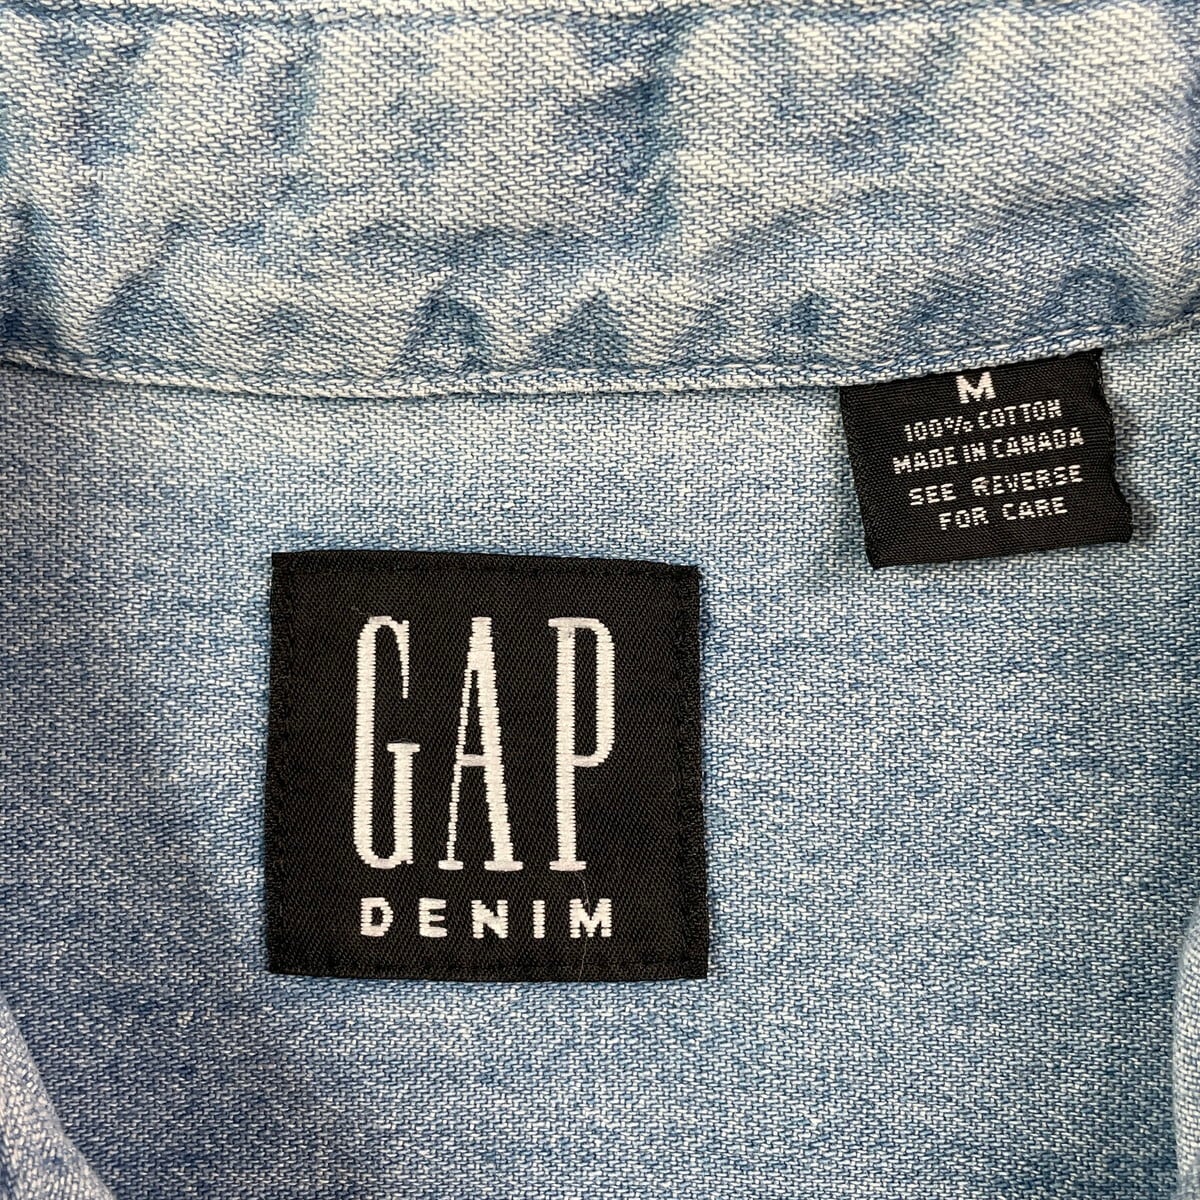 M
100% COTTON
MADE IN CANADA
SEE REVERSE
FOR CARE
GAP
DENIM